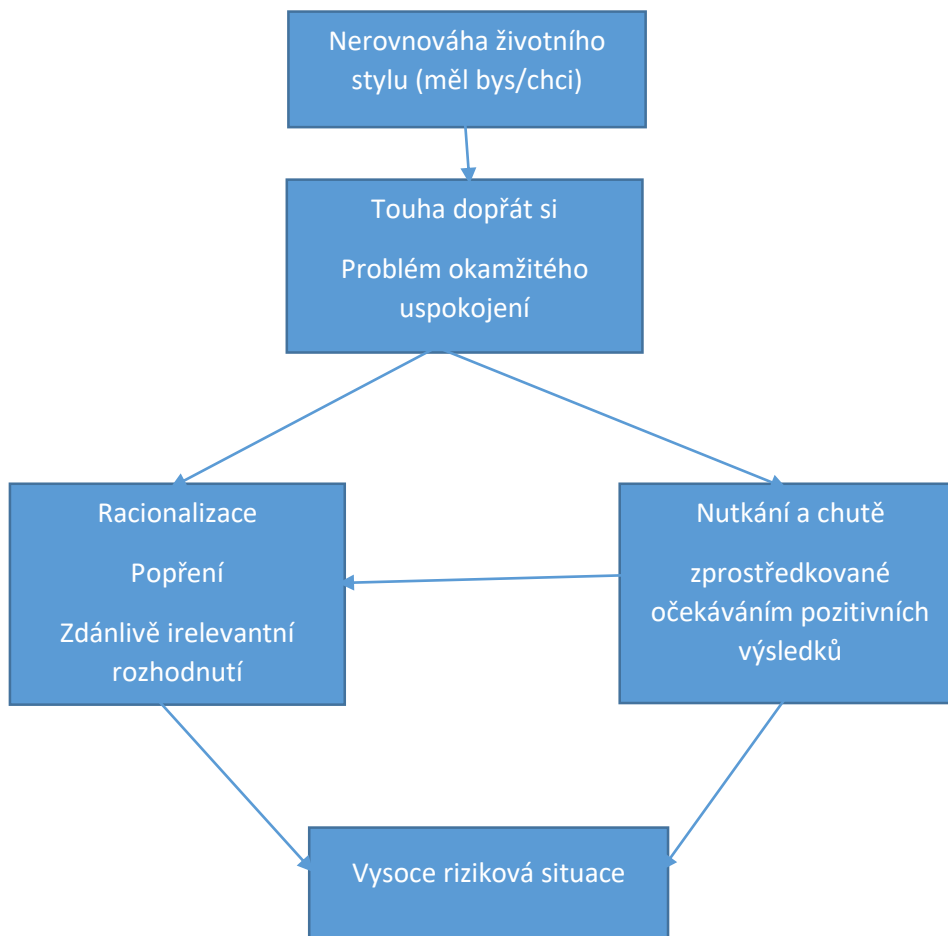 Nerovnováha životního
stylu (měl bys/chci)
Touha dopřát si
Problém okamžitého
uspokojení
Racionalizace
Popření
Zdánlivě irelevantní
rozhodnutí
Nutkání a chutě
zprostředkované
očekáváním pozitivních
výsledků
Vysoce riziková situace